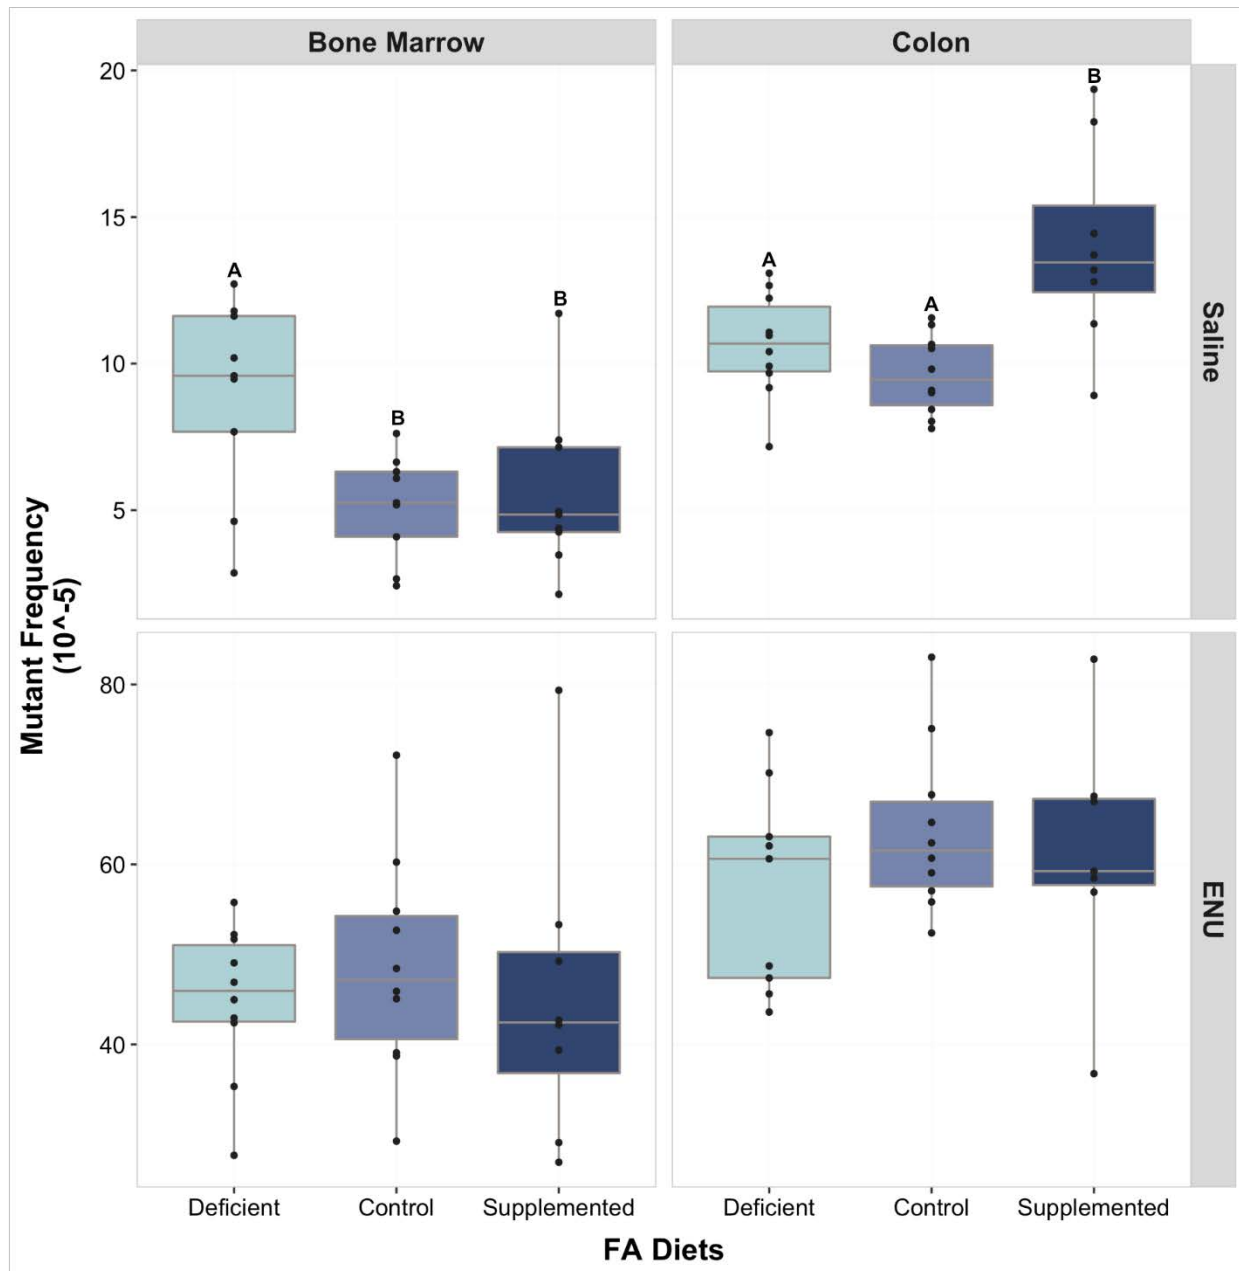 Bone Marrow
Colon
20
15
10
5
A
B
B
A
A
B
Saline
Mutant Frequency
(10^-5)
80
60
40
ENU
Deficient
Control
Supplemented
Deficient
Control
Supplemented
FA Diets